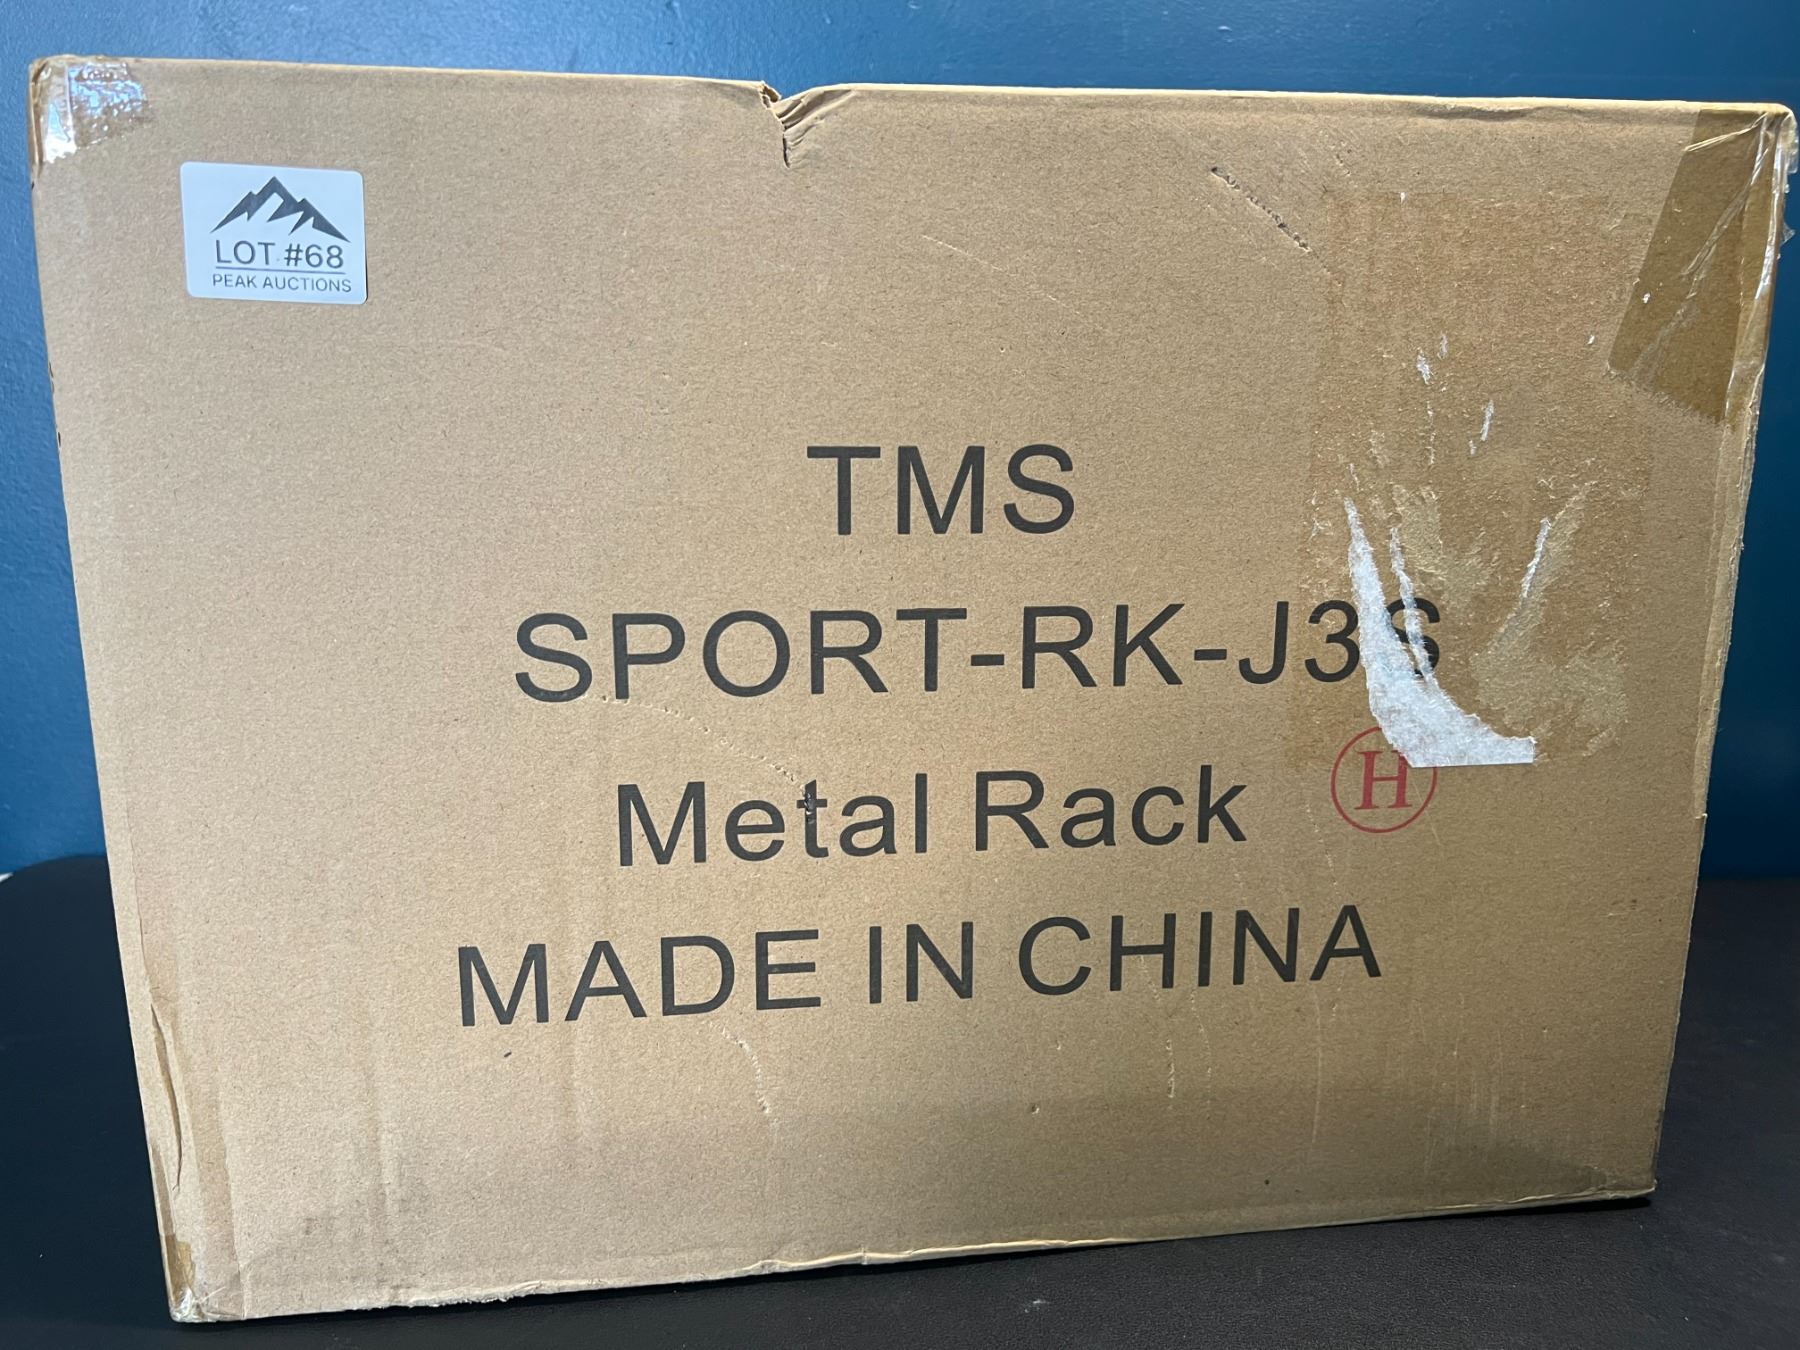 LOT #68
PEAK AUCTIONS
TMS
SPORT-RK-J3S
Metal Rack
H
MADE IN CHINA